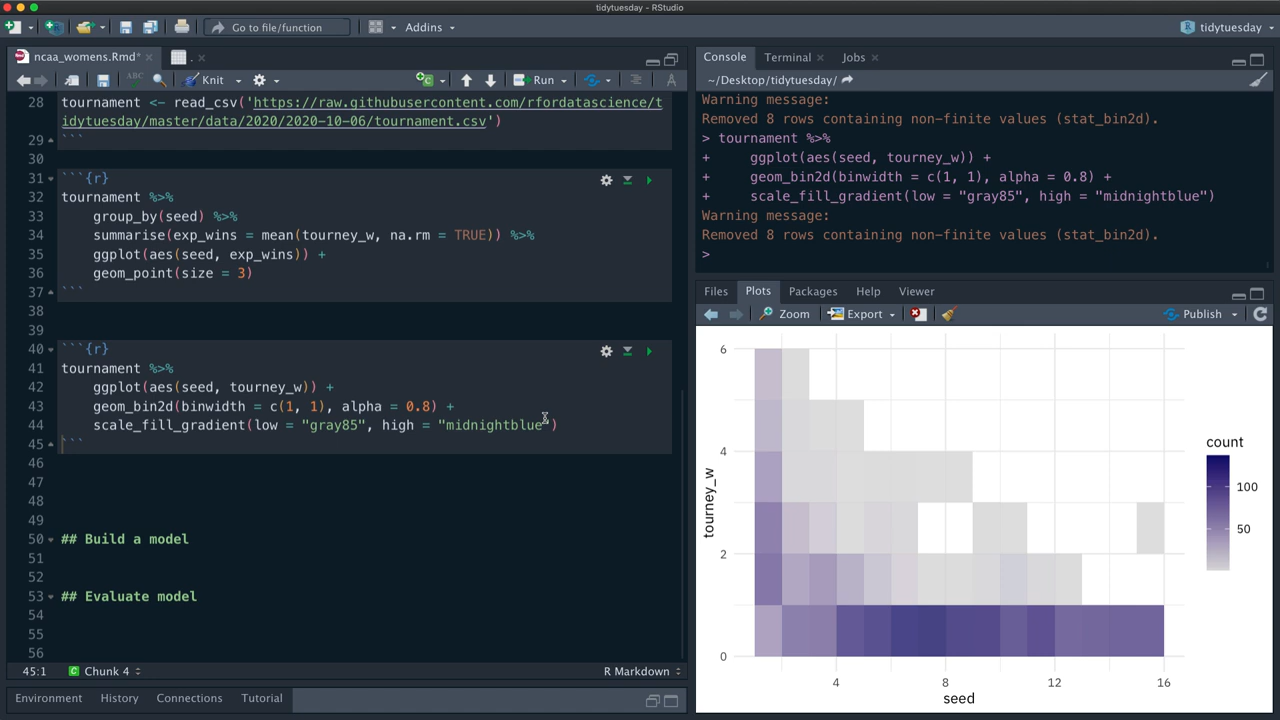 tidytuesday - RStudio
Go to file/function
Addins
tidytuesday
ncaa_womens.Rmd*
.
ABC
Knit
Run
28 tournament <- read_csv('https://raw.githubusercontent.com/rfordatascience/t
idytuesday/master/data/2020/2020-10-06/tournament.csv')
29 ```
30
31 ```{r}
32 tournament %>%
33     group_by(seed) %>%
34     summarise(exp_wins = mean(tourney_w, na.rm = TRUE)) %>%
35     ggplot(aes(seed, exp_wins)) +
36     geom_point(size = 3)
37 ```
38
39
40 ```{r}
41 tournament %>%
42     ggplot(aes(seed, tourney_w)) +
43     geom_bin2d(binwidth = c(1, 1), alpha = 0.8) +
44     scale_fill_gradient(low = "gray85", high = "midnightblue")
45 ```
46
47
48
49
50 ## Build a model
51
52
53 ## Evaluate model
54
55
56
45:1
C Chunk 4
R Markdown
Environment
History
Connections
Tutorial
Console
Terminal
Jobs
~/Desktop/tidytuesday/
Warning message:
Removed 8 rows containing non-finite values (stat_bin2d).
> tournament %>%
+     ggplot(aes(seed, tourney_w)) +
+     geom_bin2d(binwidth = c(1, 1), alpha = 0.8) +
+     scale_fill_gradient(low = "gray85", high = "midnightblue")
Warning message:
Removed 8 rows containing non-finite values (stat_bin2d).
>
Files
Plots
Packages
Help
Viewer
Zoom
Export
Publish
6
4
2
0
tourney_w
4
8
12
16
seed
count
100
50